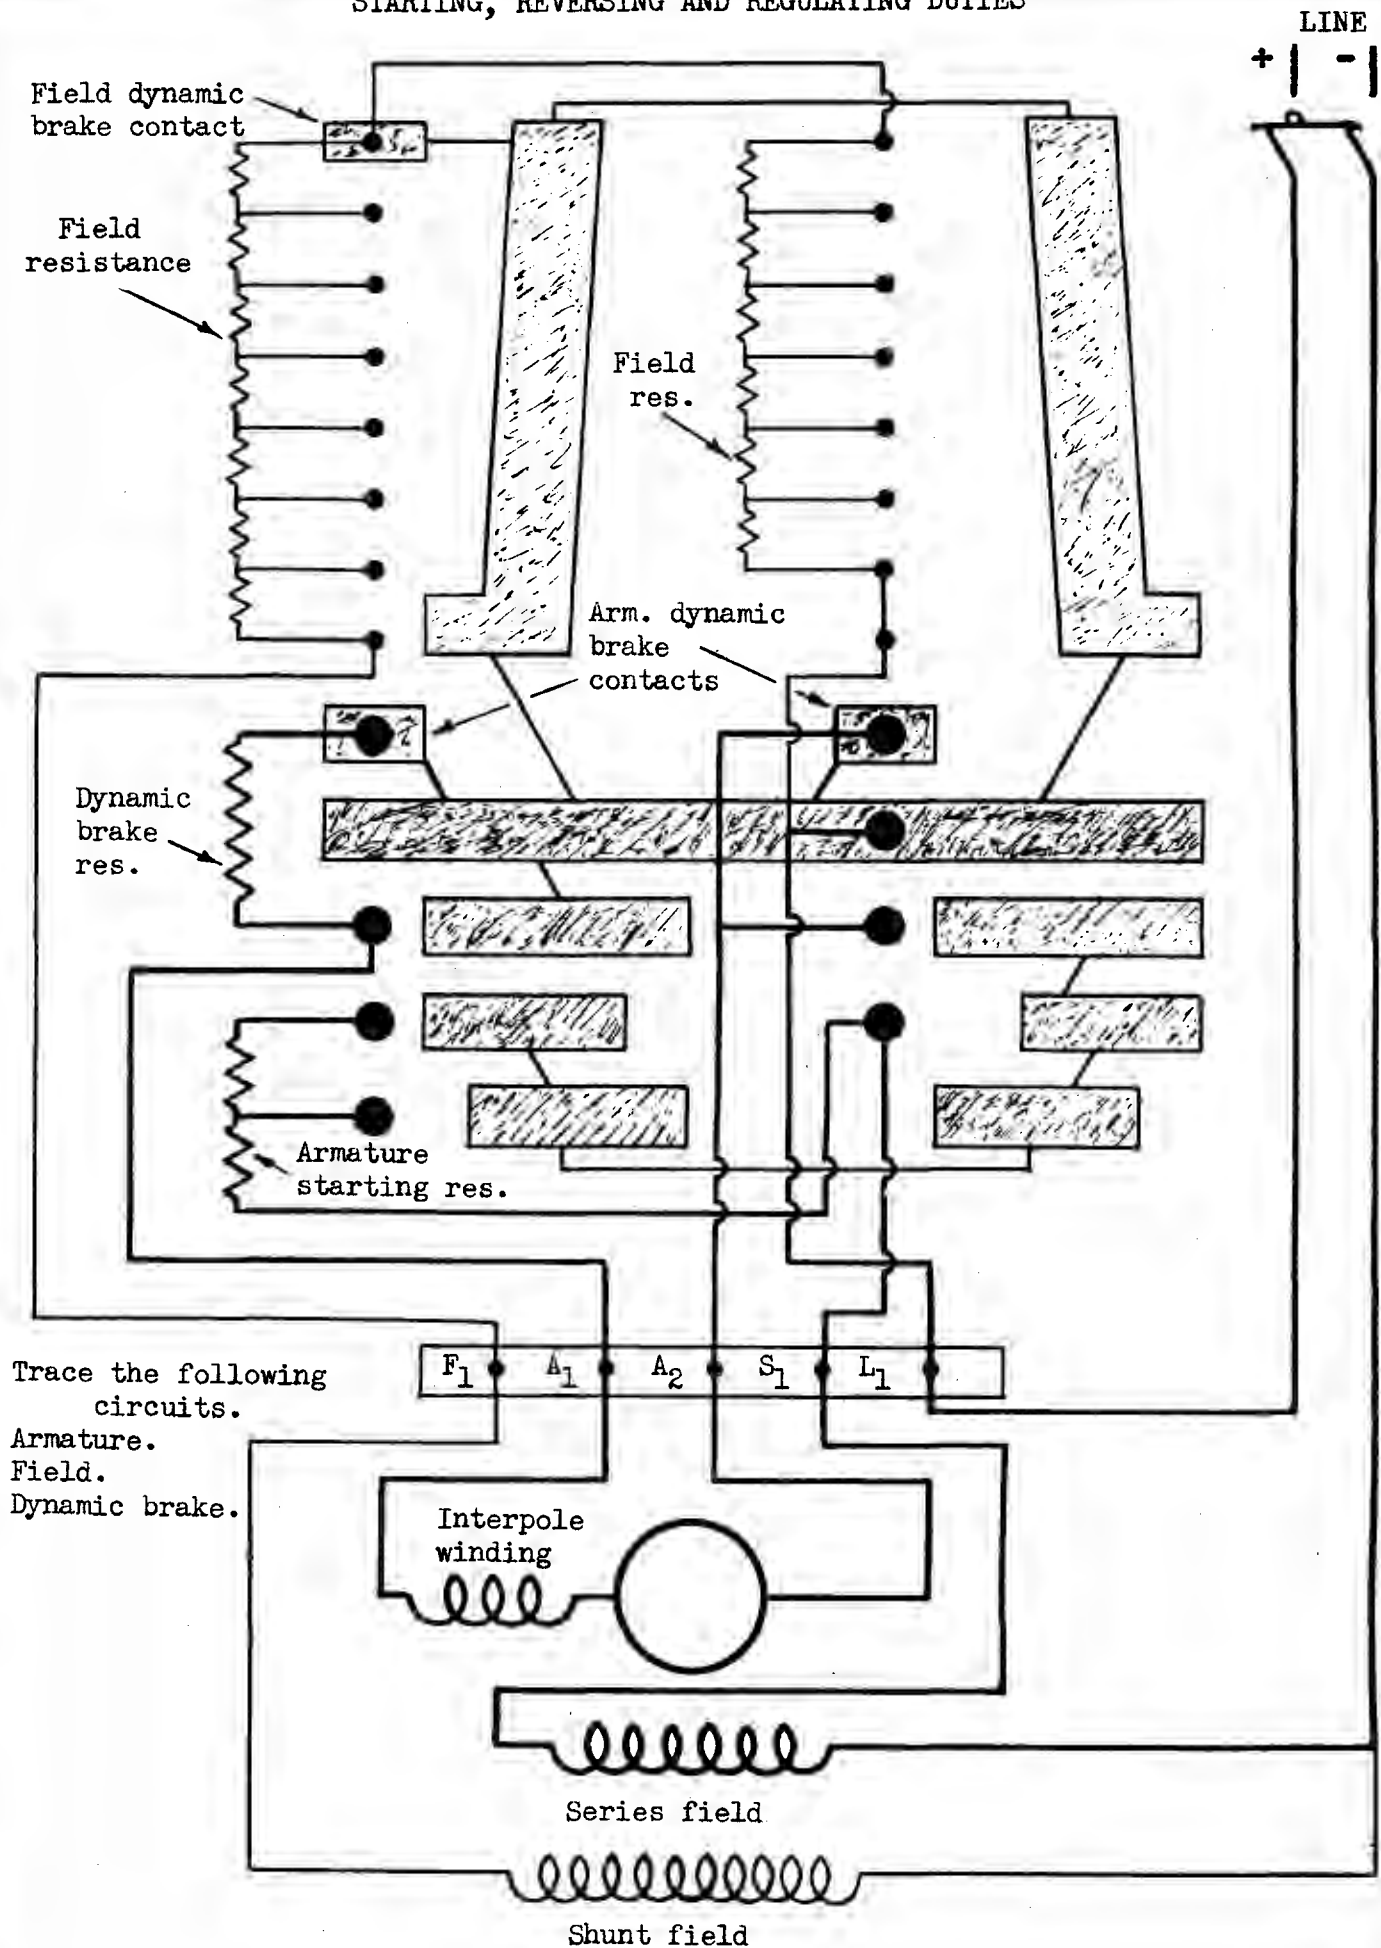 STARTING, REVERSING AND REGULATING DUTIES
LINE
+ -
Field dynamic
brake contact
Field
resistance
Field
res.
Arm. dynamic
brake
contacts
Dynamic
brake
res.
Armature
starting res.
F1 A1 A2 S1 L1
Trace the following
circuits.
Armature.
Field.
Dynamic brake.
Interpole
winding
Series field
Shunt field